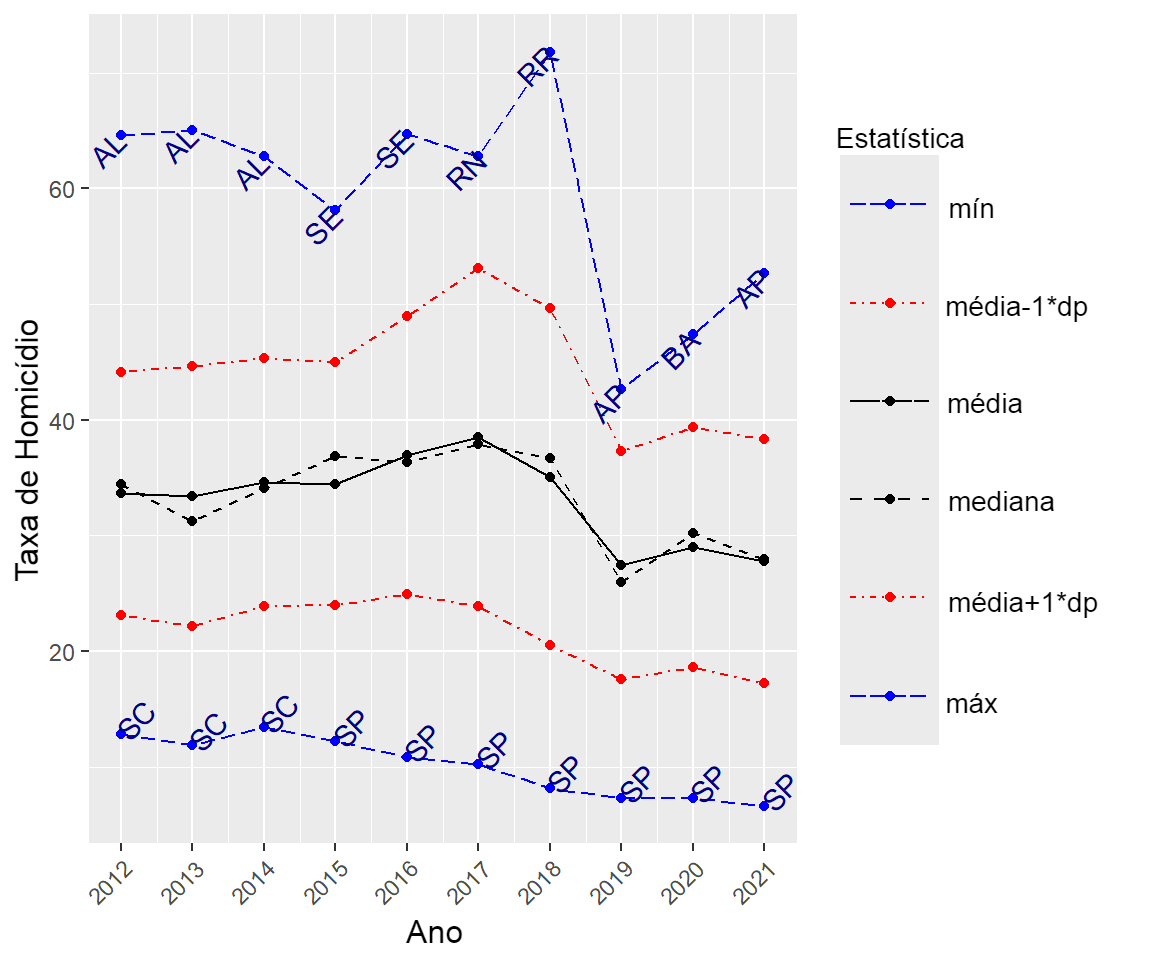 RR
AL
AL
AL
SE
SE
RN
AP
BA
AP
SC
SC
SC
SP
SP
SP
SP
SP
SP
SP
60
40
20
Taxa de Homicídio
2012
2013
2014
2015
2016
2017
2018
2019
2020
2021
Ano
Estatística
mín
média-1*dp
média
mediana
média+1*dp
máx